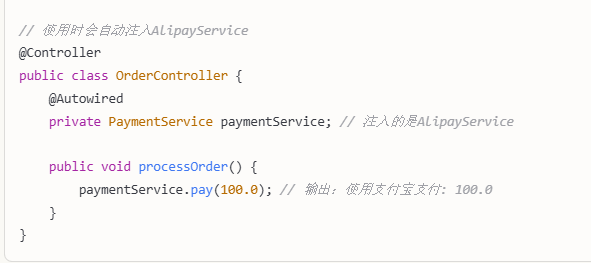 // 使用时会自动注入AlipayService
@Controller
public class OrderController {
    @Autowired
    private PaymentService paymentService; // 注入的是AlipayService
    public void processOrder() {
        paymentService.pay(100.0); // 输出：使用支付宝支付: 100.0
    }
}